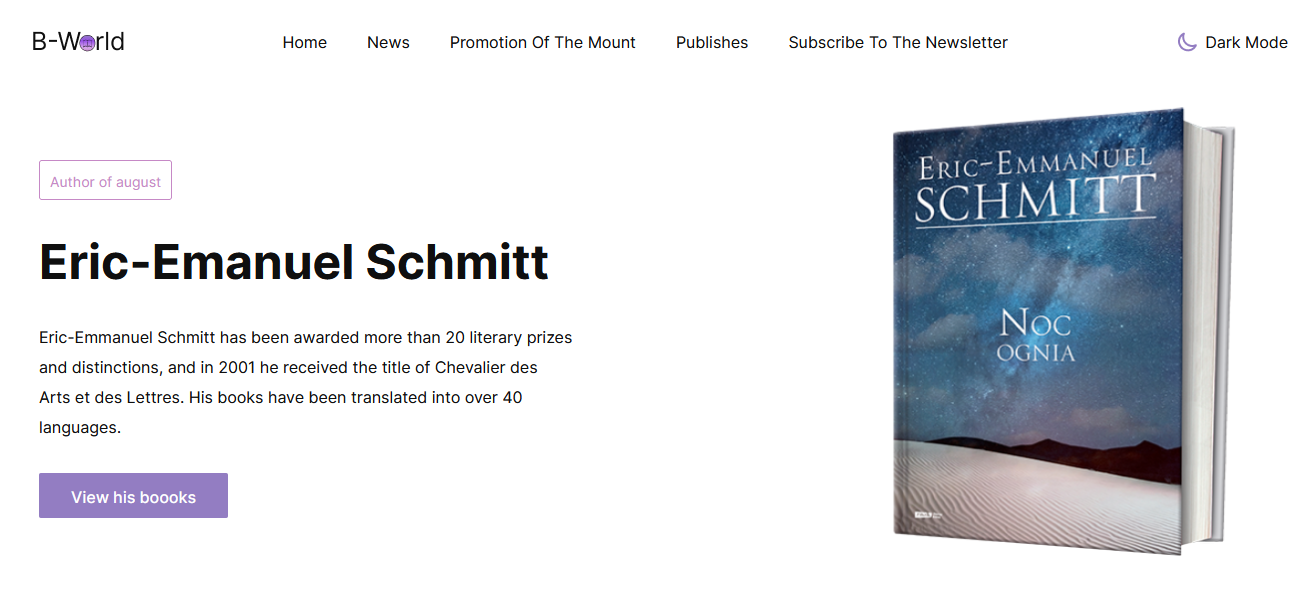 B-World
Home
News
Promotion Of The Mount
Publishes
Subscribe To The Newsletter
Dark Mode
Author of august
Eric-Emanuel Schmitt
Eric-Emmanuel Schmitt has been awarded more than 20 literary prizes
and distinctions, and in 2001 he received the title of Chevalier des
Arts et des Lettres. His books have been translated into over 40
languages.
View his boooks
ERIC-EMMANUEL
SCHMITT
NOC
OGNIA